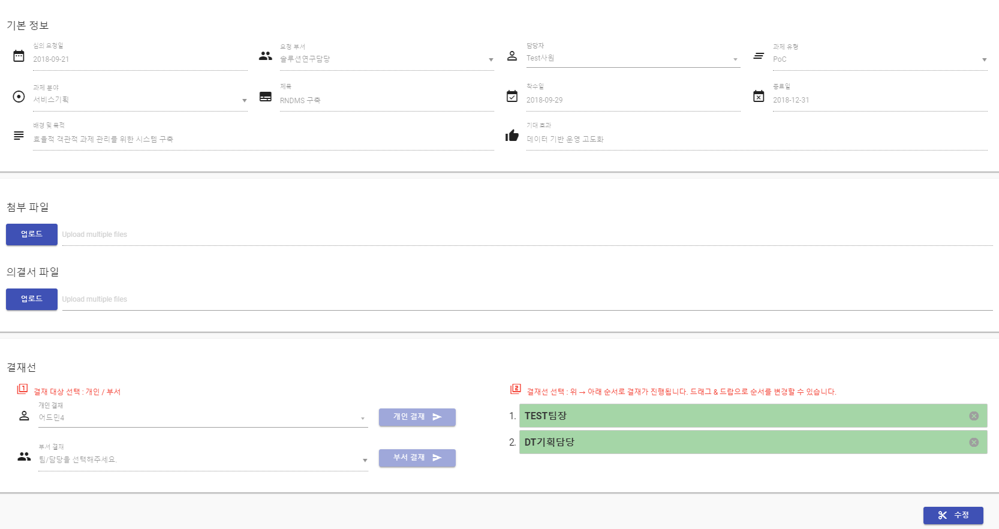 기본 정보
심의 요청일
2018-09-21
요청 부서
솔루션연구담당
담당자
Test사원
과제 유형
PoC
과제 분야
서비스기획
제목
RNDMS 구축
착수일
2018-09-29
종료일
2018-12-31
배경 및 목적
효율적 객관적 과제 관리를 위한 시스템 구축
기대 효과
데이터 기반 운영 고도화
첨부 파일
업로드
Upload multiple files
의결서 파일
업로드
Upload multiple files
결재선
1 결재 대상 선택 : 개인 / 부서
개인 결재
어드민4
개인 결재
부서 결재
팀/담당을 선택해주세요.
부서 결재
2 결재선 선택 : 위 → 아래 순서로 결재가 진행됩니다. 드래그 & 드랍으로 순서를 변경할 수 있습니다.
1. TEST팀장
2. DT기획담당
수정